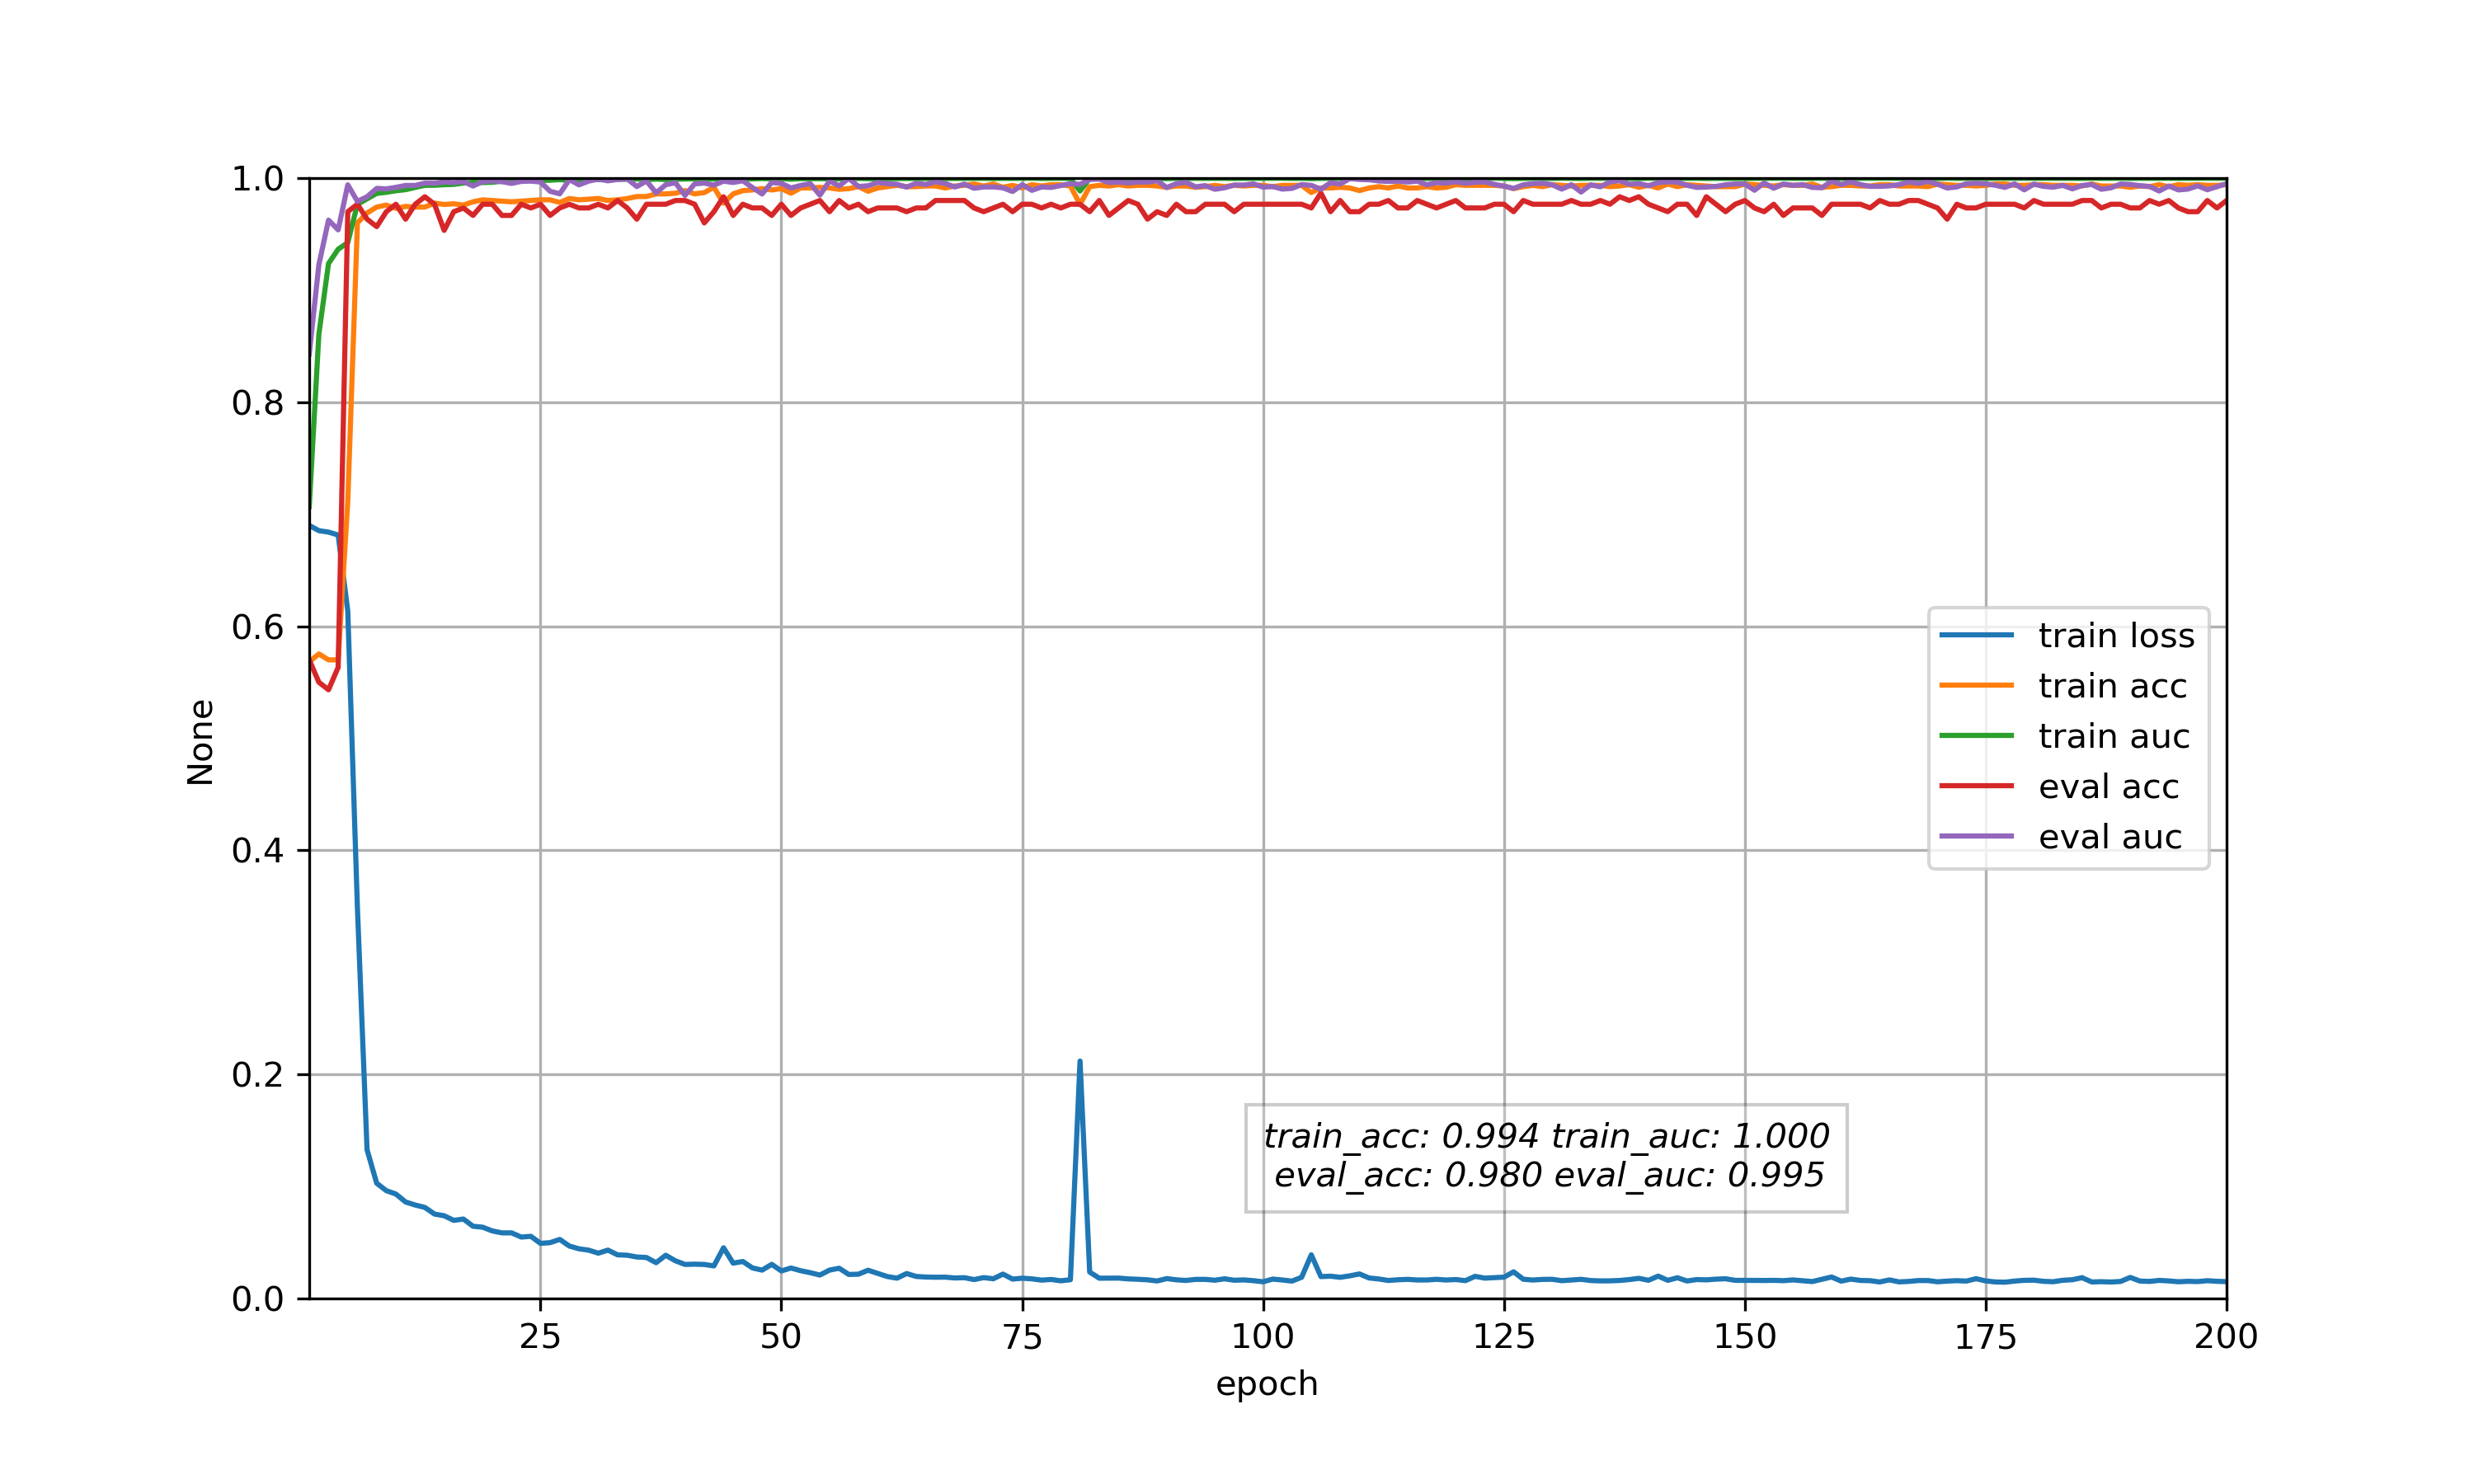 1.0
0.8
0.6
0.4
0.2
0.0
None
train loss
train acc
train auc
eval acc
eval auc
train_acc: 0.994 train_auc: 1.000
eval_acc: 0.980 eval_auc: 0.995
25 50 75 100 125 150 175 200
epoch